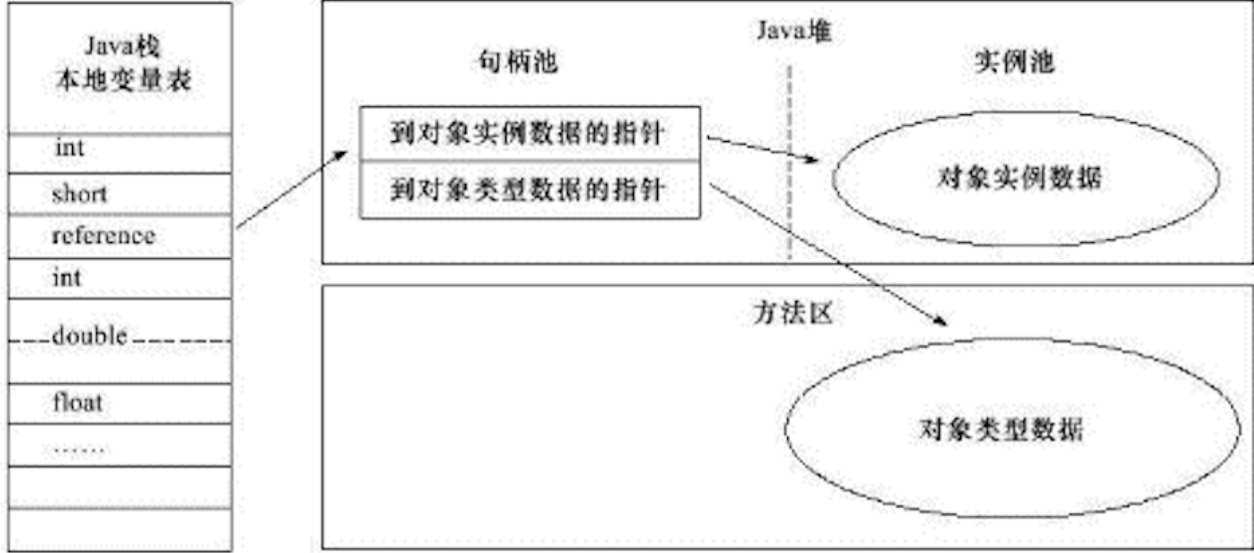 Java栈
本地变量表
int
short
reference
int
double
float
……
Java堆
句柄池
实例池
到对象实例数据的指针
到对象类型数据的指针
对象实例数据
方法区
对象类型数据